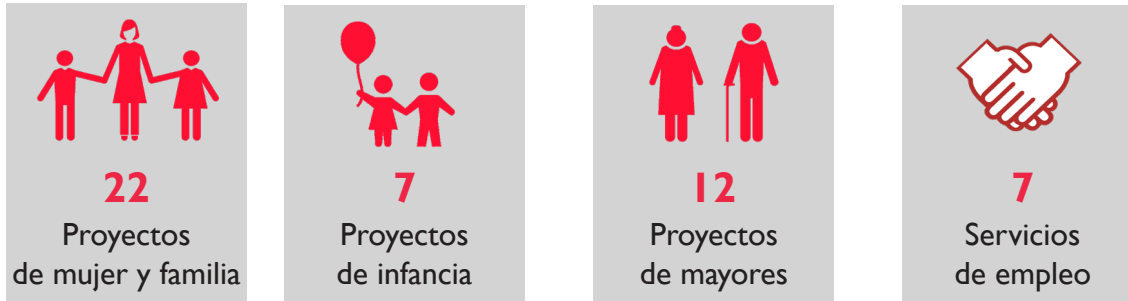 22
Proyectos
de mujer y familia
7
Proyectos
de infancia
12
Proyectos
de mayores
7
Servicios
de empleo